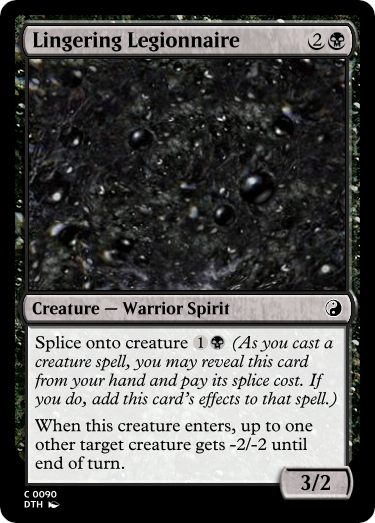 Lingering Legionnaire 2
Creature — Warrior Spirit
Splice onto creature 1 (As you cast a
creature spell, you may reveal this card
from your hand and pay its splice cost. If
you do, add this card's effects to that spell.)
When this creature enters, up to one
other target creature gets -2/-2 until
end of turn.
3/2
C 0090
DTH